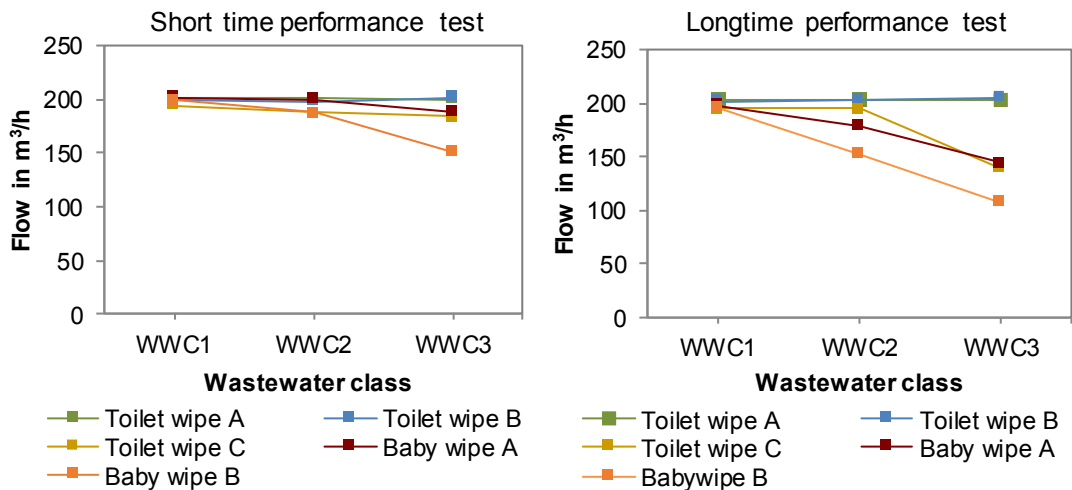 Short time performance test
250
200
150
100
50
0
Flow in m³/h
WWC1 WWC2 WWC3
Wastewater class
Toilet wipe A Toilet wipe B
Toilet wipe C Baby wipe A
Baby wipe B
Longtime performance test
250
200
150
100
50
0
Flow in m³/h
WWC1 WWC2 WWC3
Wastewater class
Toilet wipe A Toilet wipe B
Toilet wipe C Baby wipe A
Babywipe B